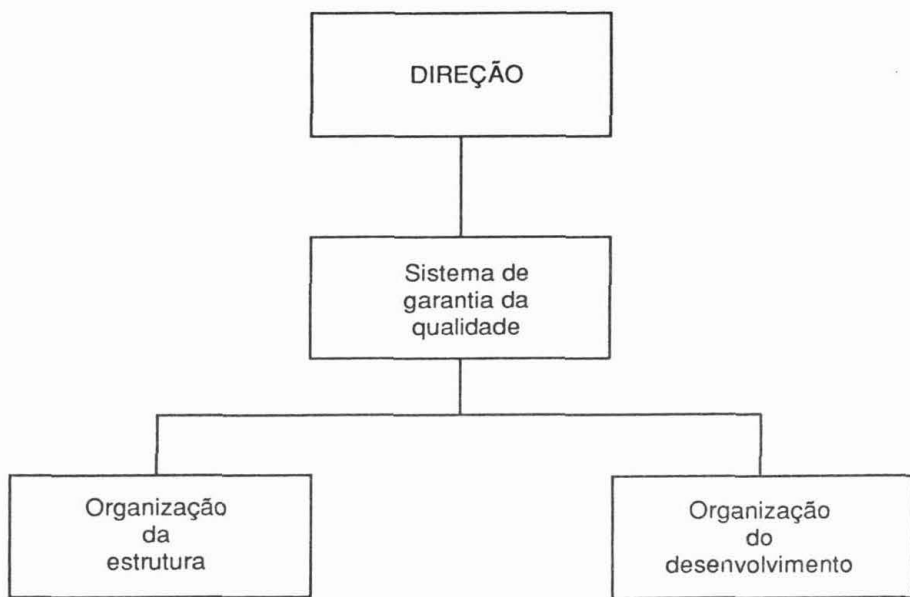 DIREÇÃO
Sistema de
garantia da
qualidade
Organização
da
estrutura
Organização
do
desenvolvimento